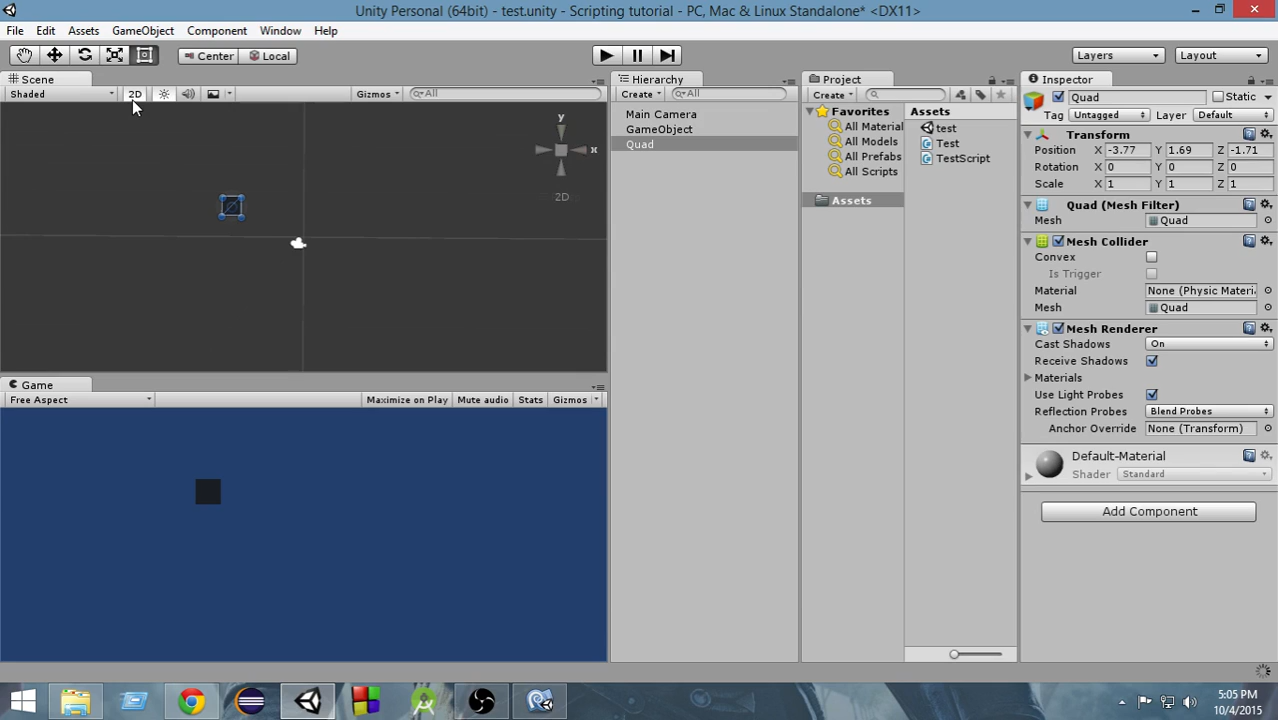 Unity Personal (64bit) - test.unity - Scripting tutorial - PC, Mac & Linux Standalone* <DX11>
File Edit Assets GameObject Component Window Help
Center Local Layers Layout
Scene
Shaded 2D Gizmos All
y
x
2D
Game
Free Aspect Maximize on Play Mute audio Stats Gizmos
Hierarchy
Create All
Main Camera
GameObject
Quad
Project
Create
Favorites
All Material
All Models
All Prefabs
All Scripts
Assets
Assets
test
Test
TestScript
Inspector
Quad Static
Tag Untagged Layer Default
Transform
Position X -3.77 Y 1.69 Z -1.71
Rotation X 0 Y 0 Z 0
Scale X 1 Y 1 Z 1
Quad (Mesh Filter)
Mesh Quad
Mesh Collider
Convex
Is Trigger
Material None (Physic Materi
Mesh Quad
Mesh Renderer
Cast Shadows On
Receive Shadows
Materials
Use Light Probes
Reflection Probes Blend Probes
Anchor Override None (Transform)
Default-Material
Shader Standard
Add Component
5:05 PM
10/4/2015